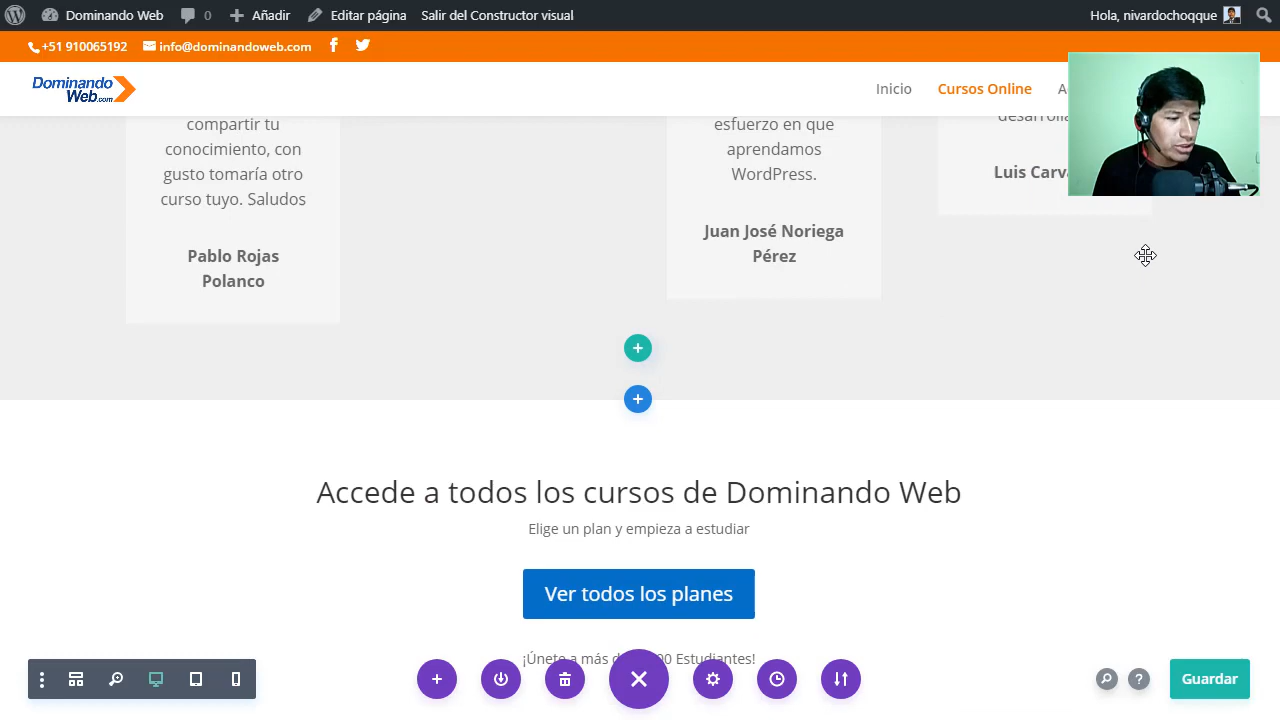 Dominando Web
0
Añadir
Editar página
Salir del Constructor visual
Hola, nivardochoqque
+51 910065192
info@dominandoweb.com
Dominando
Web.com
Inicio
Cursos Online
compartir tu
conocimiento, con
gusto tomaría otro
curso tuyo. Saludos
Pablo Rojas
Polanco
esfuerzo en que
aprendamos
WordPress.
Juan José Noriega
Pérez
Luis
Accede a todos los cursos de Dominando Web
Elige un plan y empieza a estudiar
Ver todos los planes
¡Únete a más Estudiantes!
Guardar